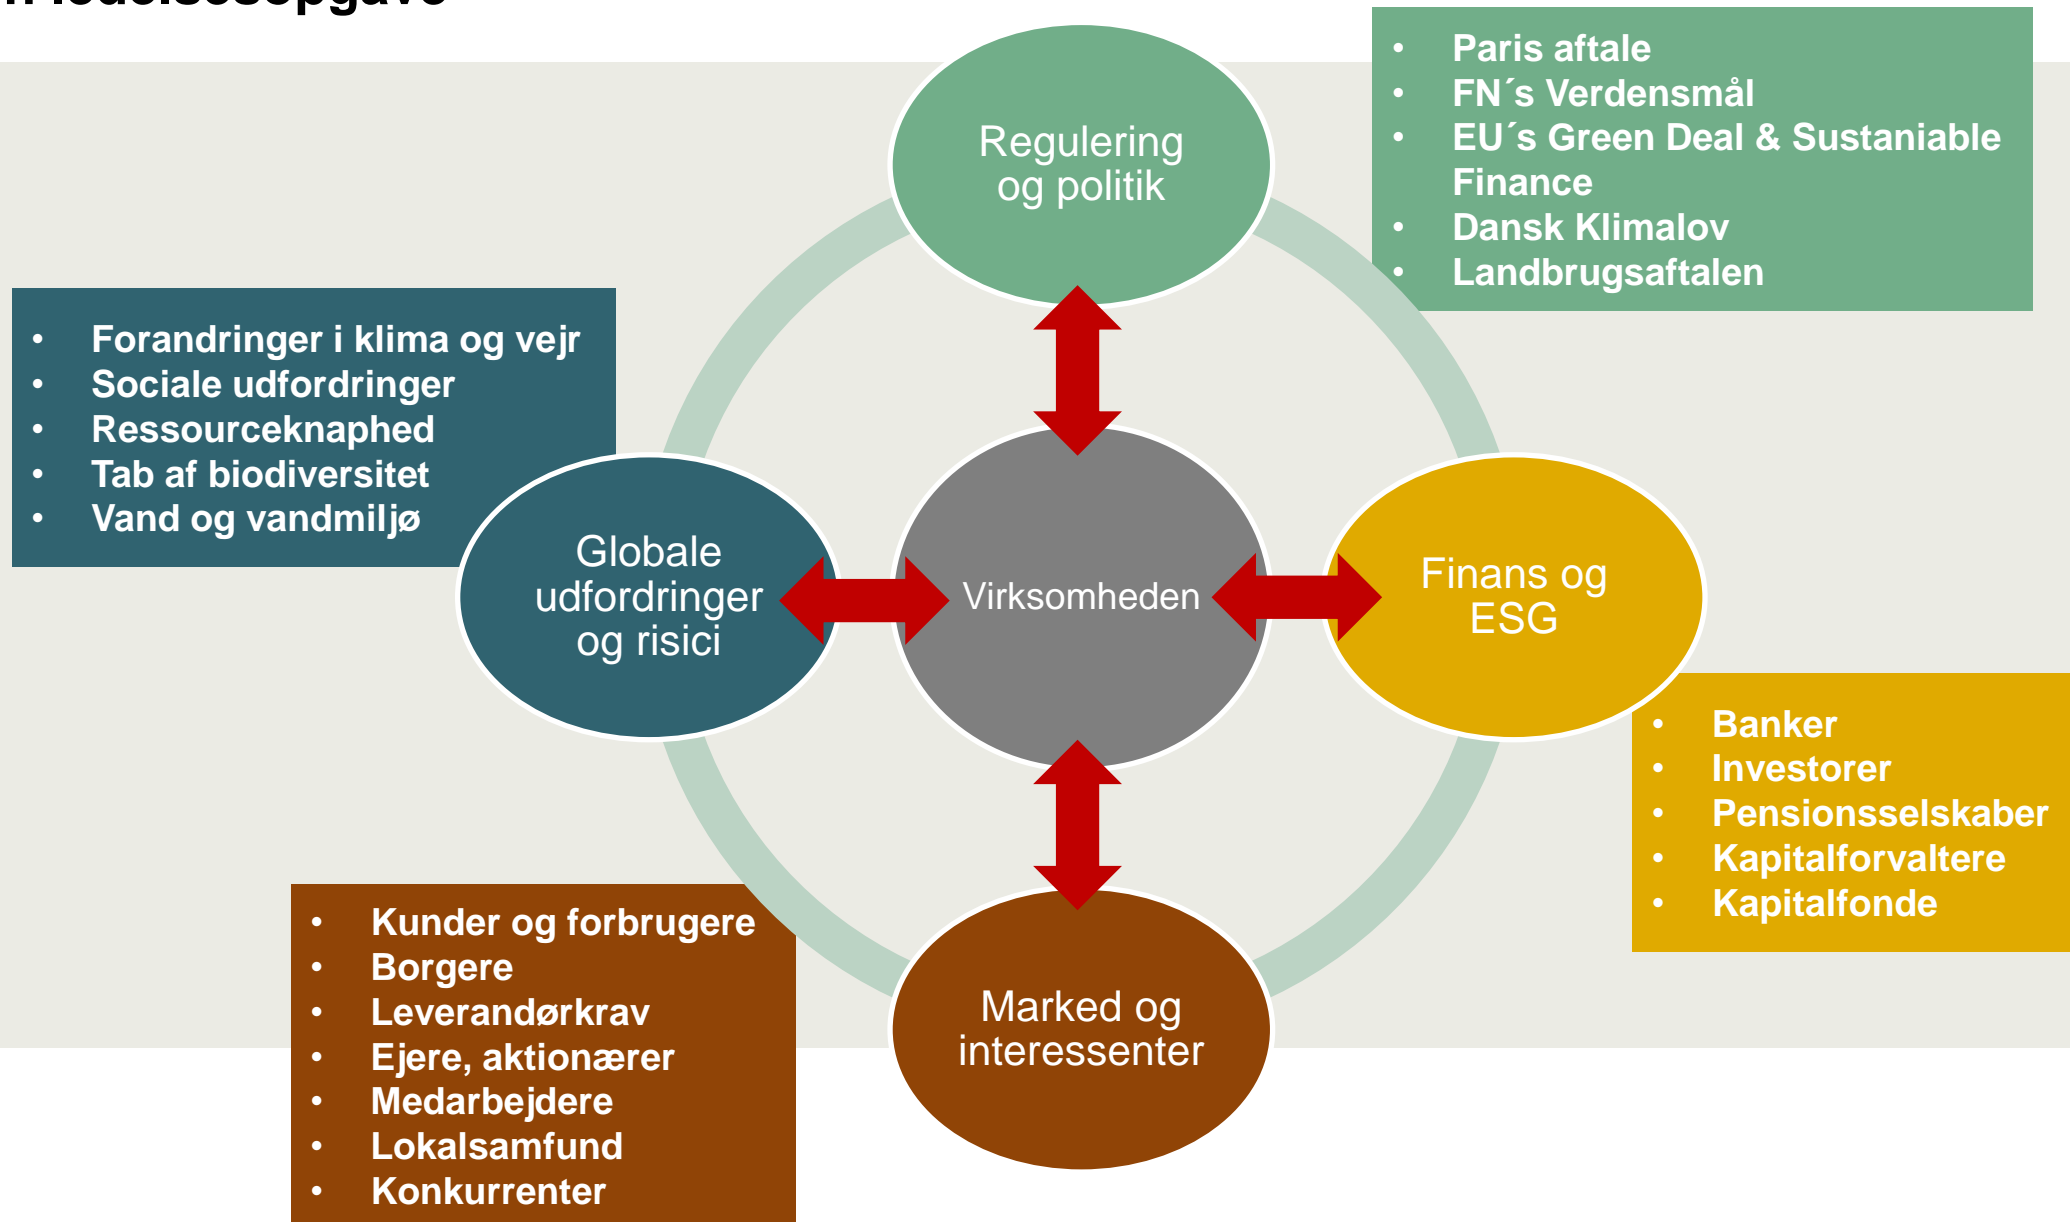 ledelsesopgave
Regulering
og politik
• Paris aftale
• FN´s Verdensmål
• EU´s Green Deal & Sustaniable
Finance
• Dansk Klimalov
• Landbrugsaftalen
• Forandringer i klima og vejr
• Sociale udfordringer
• Ressourceknaphed
• Tab af biodiversitet
• Vand og vandmiljø
Globale
udfordringer
og risici
Virksomheden
Finans og
ESG
• Banker
• Investorer
• Pensionsselskaber
• Kapitalforvaltere
• Kapitalfonde
• Kunder og forbrugere
• Borgere
• Leverandørkrav
• Ejere, aktionærer
• Medarbejdere
• Lokalsamfund
• Konkurrenter
Marked og
interessenter